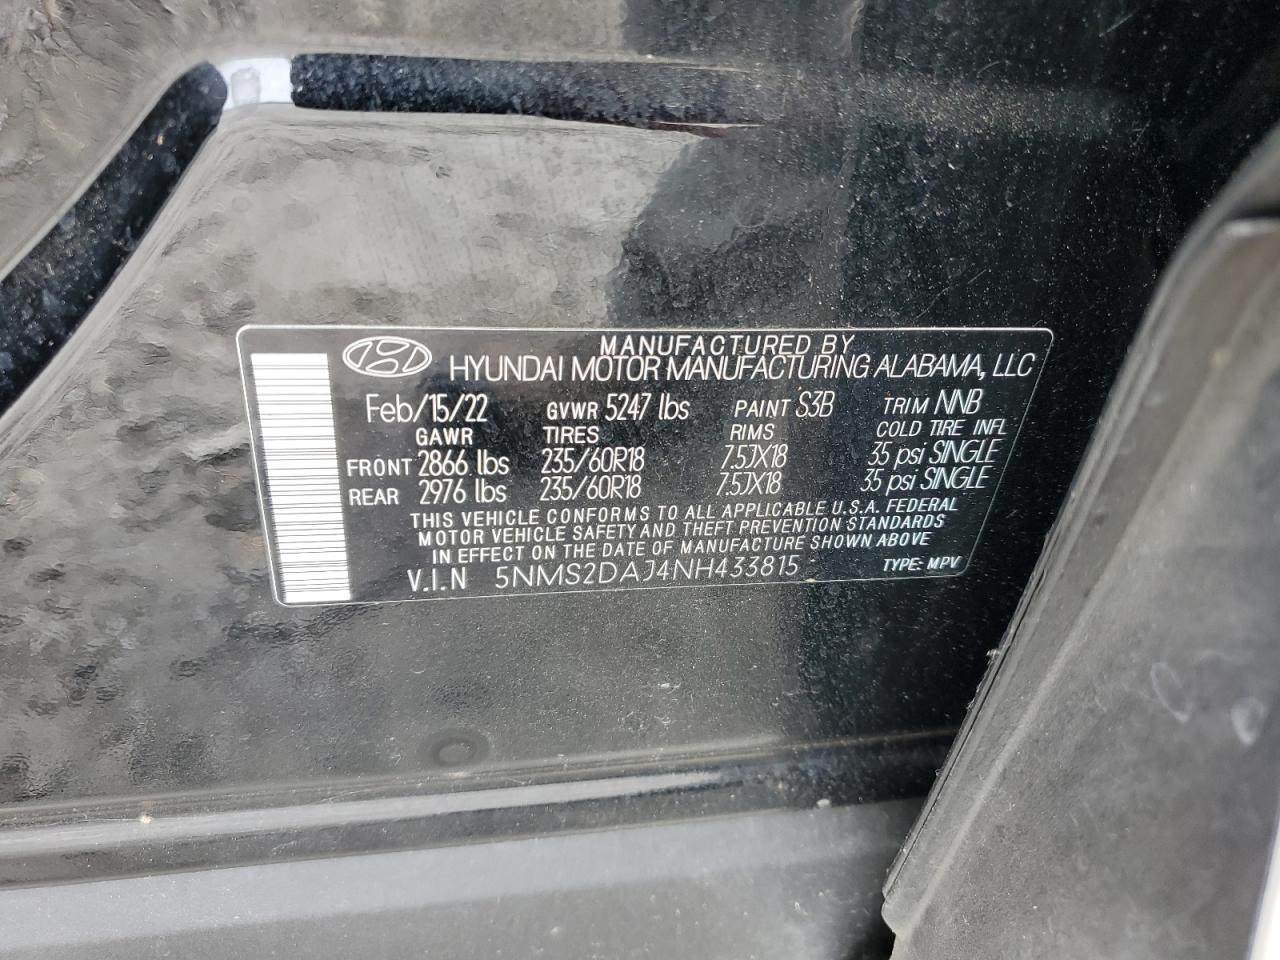 MANUFACTURED BY
HYUNDAI MOTOR MANUFACTURING ALABAMA, LLC
Feb/15/22 GVWR 5247 lbs PAINT S3B TRIM NNB
GAWR TIRES RIMS COLD TIRE INFL
FRONT 2866 lbs 235/60R18 7.5JX18 35 psi SINGLE
REAR 2976 lbs 235/60R18 7.5JX18 35 psi SINGLE
THIS VEHICLE CONFORMS TO ALL APPLICABLE U.S.A. FEDERAL
MOTOR VEHICLE SAFETY AND THEFT PREVENTION STANDARDS
IN EFFECT ON THE DATE OF MANUFACTURE SHOWN ABOVE
V.I.N 5NMS2DAJ4NH433815 TYPE: MPV